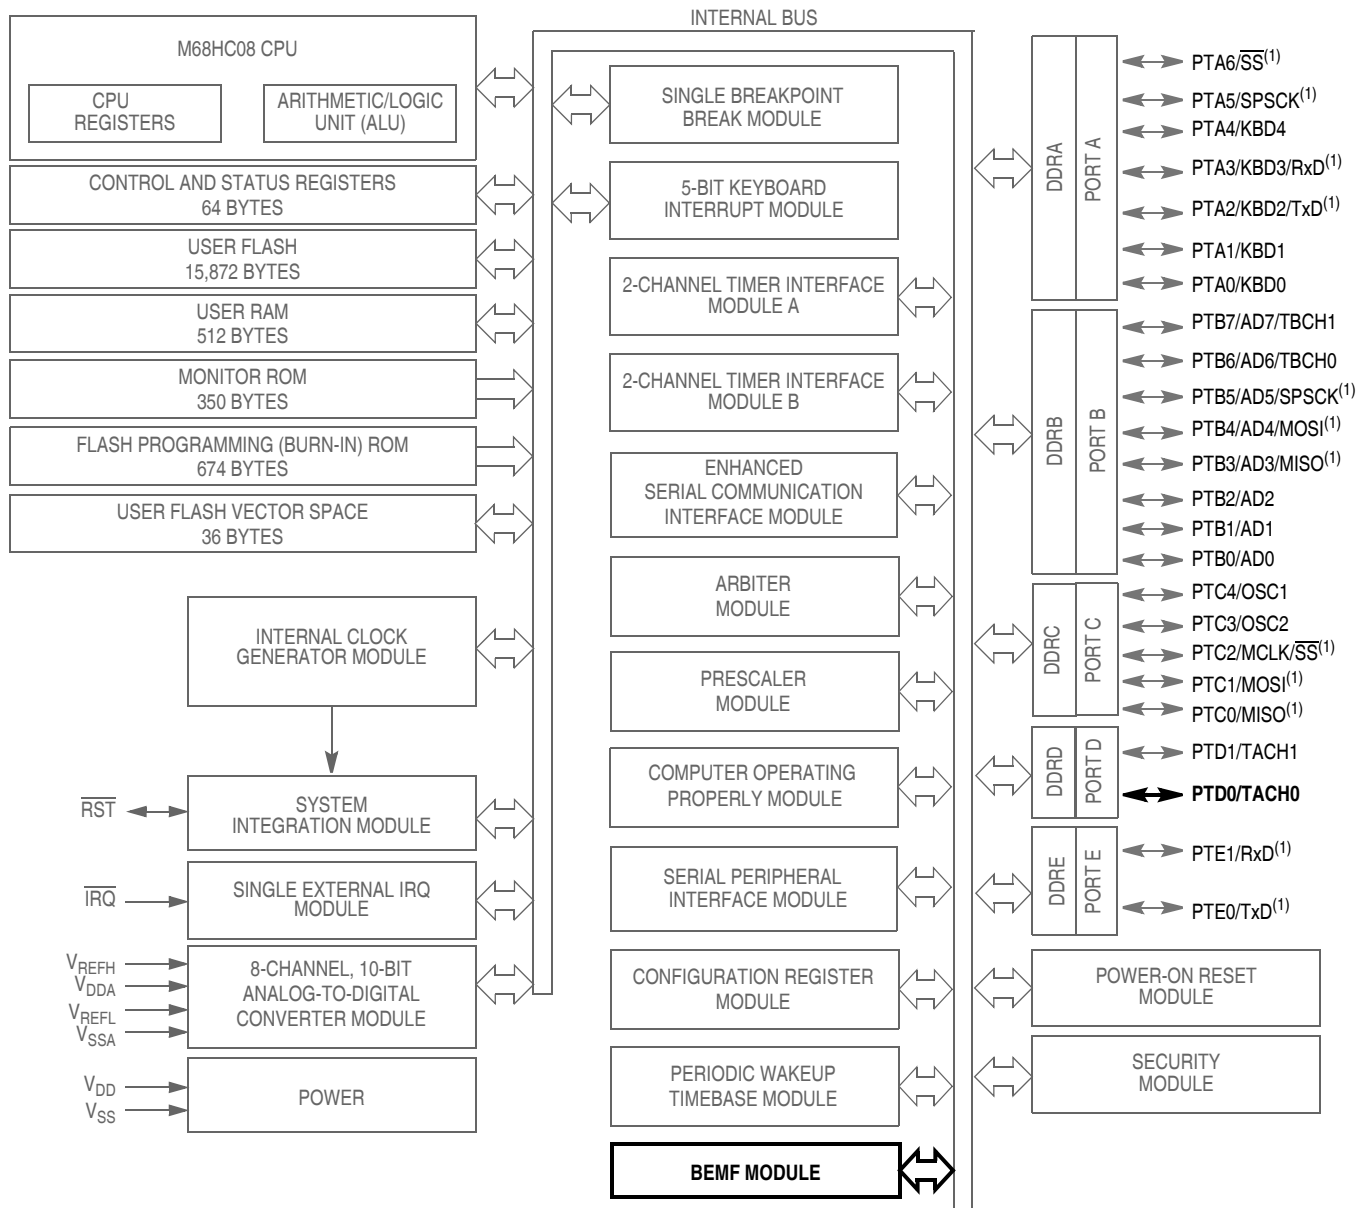 INTERNAL BUS
M68HC08 CPU
CPU
REGISTERS
ARITHMETIC/LOGIC
UNIT (ALU)
CONTROL AND STATUS REGISTERS
64 BYTES
USER FLASH
15,872 BYTES
USER RAM
512 BYTES
MONITOR ROM
350 BYTES
FLASH PROGRAMMING (BURN-IN) ROM
674 BYTES
USER FLASH VECTOR SPACE
36 BYTES
INTERNAL CLOCK
GENERATOR MODULE
RST
SYSTEM
INTEGRATION MODULE
IRQ
SINGLE EXTERNAL IRQ
MODULE
VREFH
VDDA
VREFL
VSSA
8-CHANNEL, 10-BIT
ANALOG-TO-DIGITAL
CONVERTER MODULE
VDD
VSS
POWER
SINGLE BREAKPOINT
BREAK MODULE
5-BIT KEYBOARD
INTERRUPT MODULE
2-CHANNEL TIMER INTERFACE
MODULE A
2-CHANNEL TIMER INTERFACE
MODULE B
ENHANCED
SERIAL COMMUNICATION
INTERFACE MODULE
ARBITER
MODULE
PRESCALER
MODULE
COMPUTER OPERATING
PROPERLY MODULE
SERIAL PERIPHERAL
INTERFACE MODULE
CONFIGURATION REGISTER
MODULE
PERIODIC WAKEUP
TIMEBASE MODULE
BEMF MODULE
DDRA
PORT A
PTA6/SS(1)
PTA5/SPSCK(1)
PTA4/KBD4
PTA3/KBD3/RxD(1)
PTA2/KBD2/TxD(1)
PTA1/KBD1
PTA0/KBD0
DDRB
PORT B
PTB7/AD7/TBCH1
PTB6/AD6/TBCH0
PTB5/AD5/SPSCK(1)
PTB4/AD4/MOSI(1)
PTB3/AD3/MISO(1)
PTB2/AD2
PTB1/AD1
PTB0/AD0
DDRC
PORT C
PTC4/OSC1
PTC3/OSC2
PTC2/MCLK/SS(1)
PTC1/MOSI(1)
PTC0/MISO(1)
DDRD
PORT D
PTD1/TACH1
PTD0/TACH0
DDRE
PORT E
PTE1/RxD(1)
PTE0/TxD(1)
POWER-ON RESET
MODULE
SECURITY
MODULE